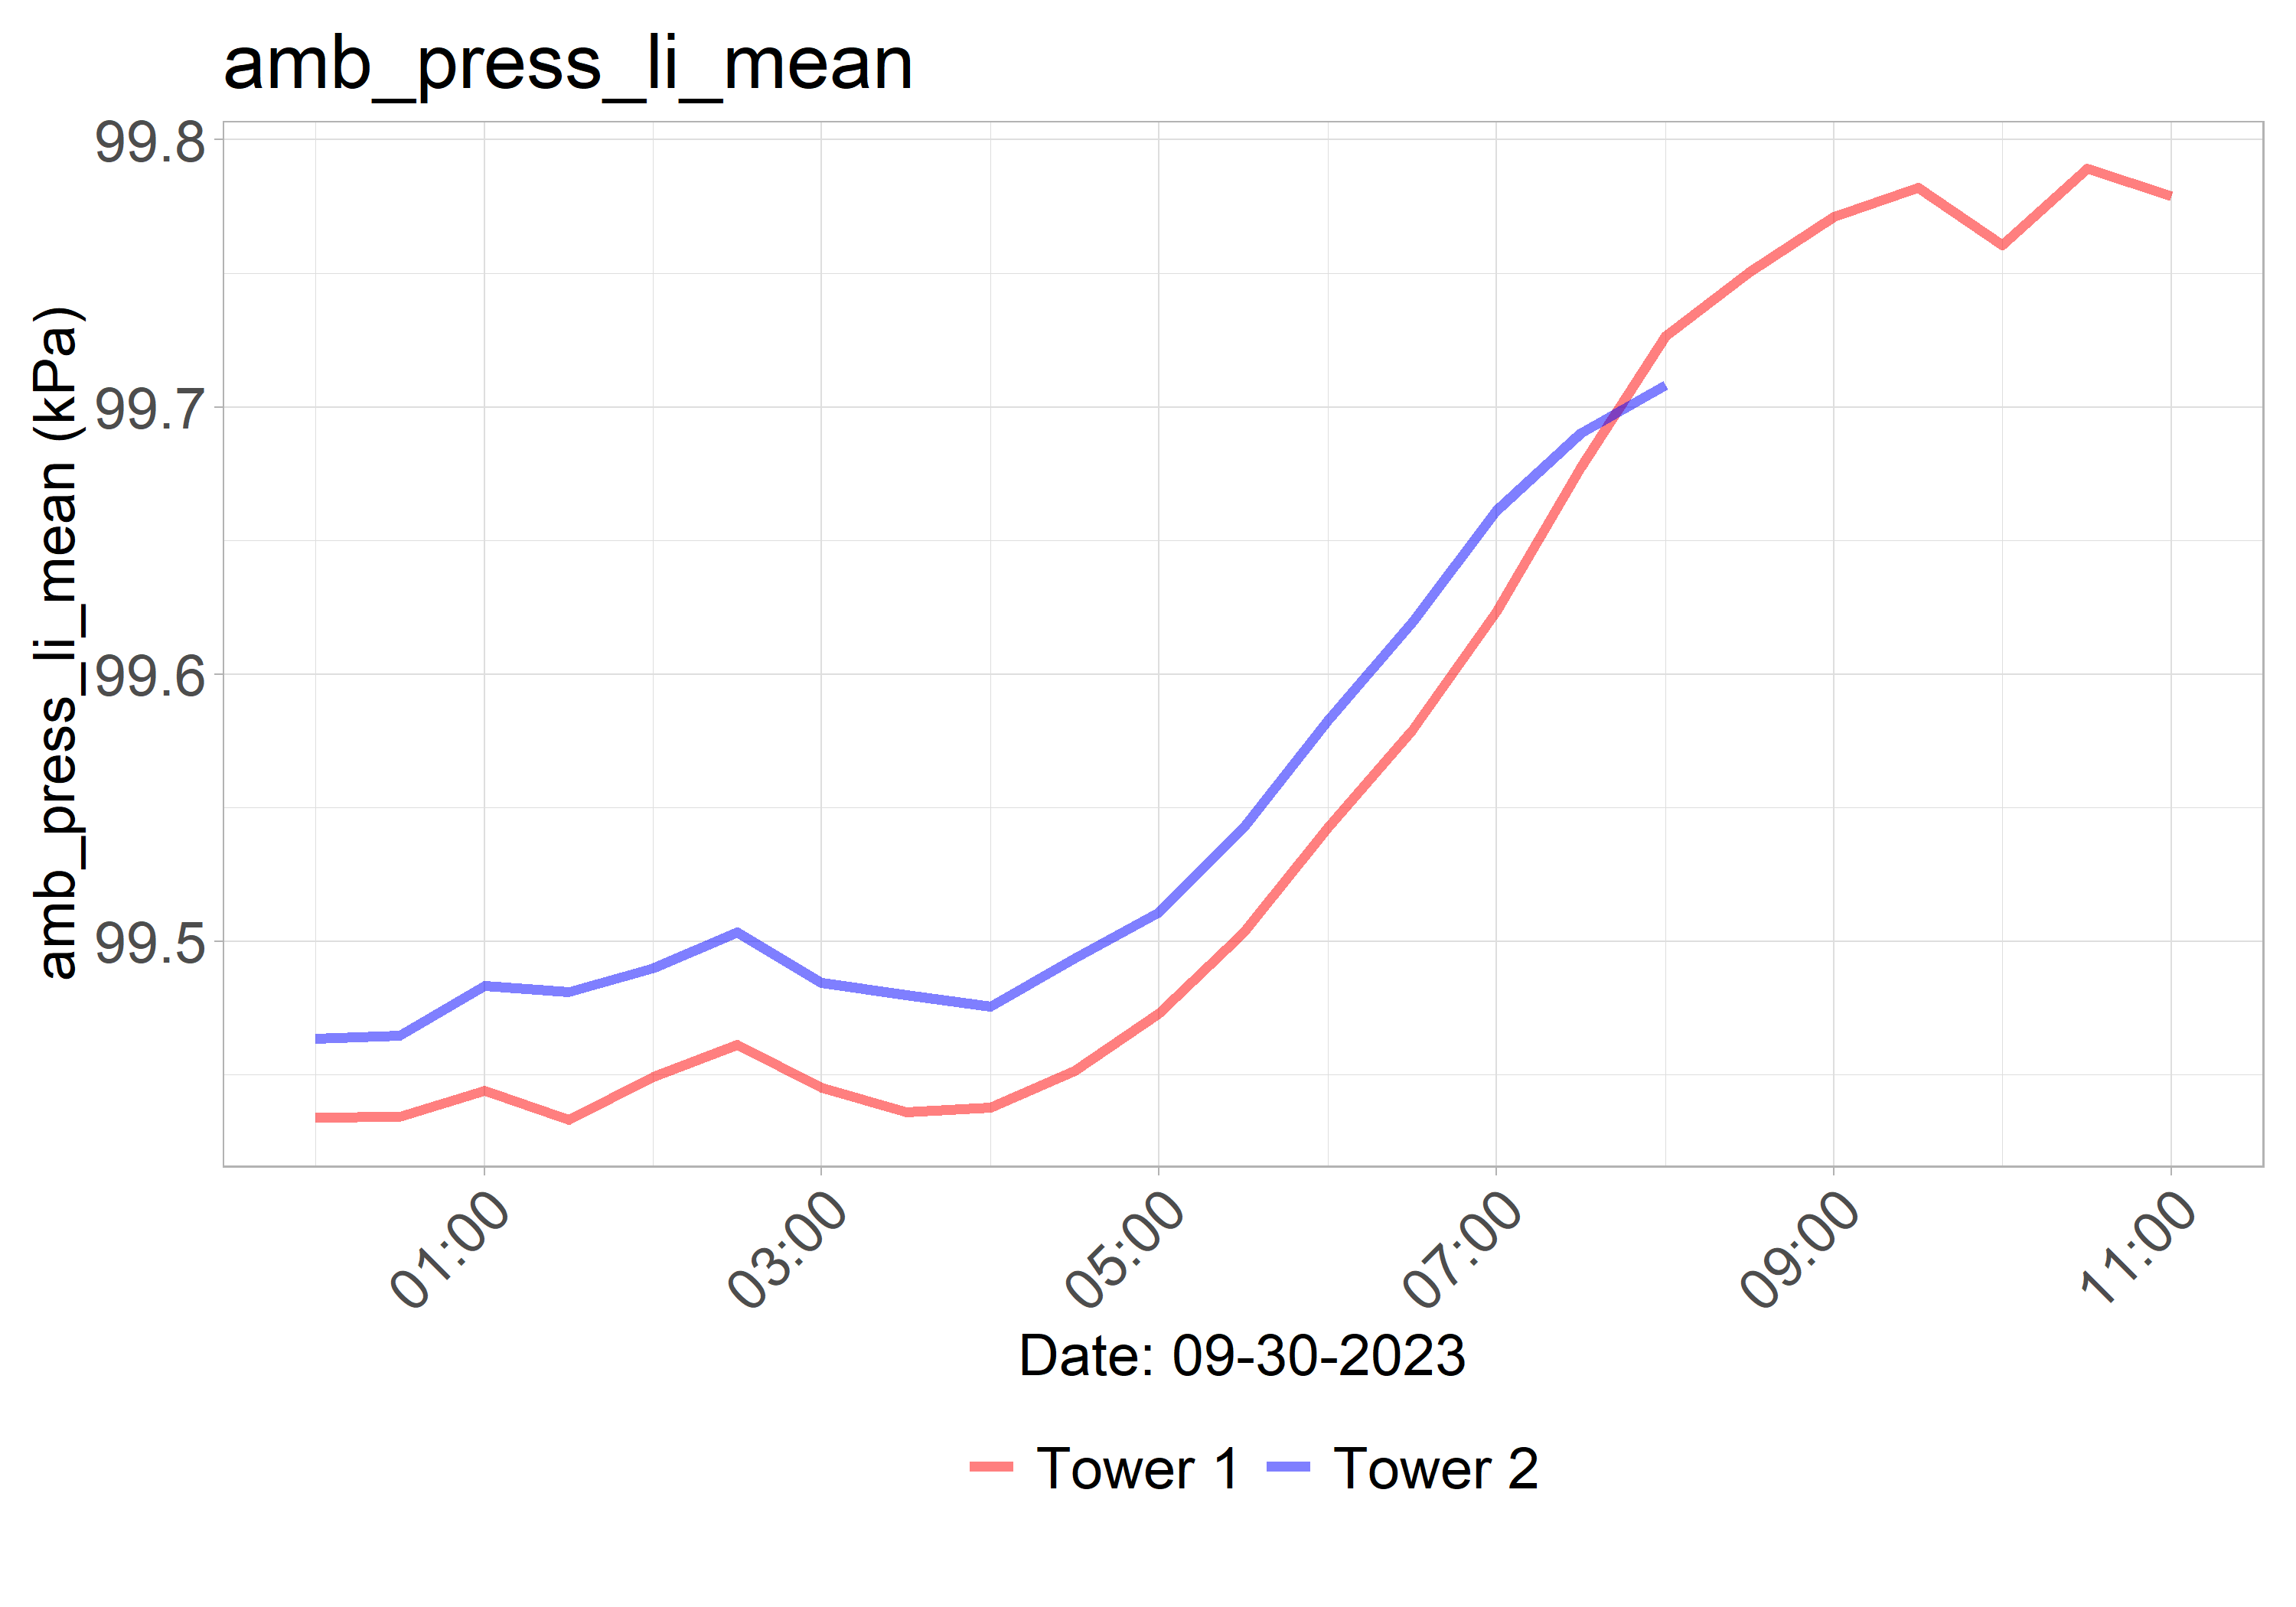 amb_press_li_mean
amb_press_li_mean (kPa)
99.8
99.7
99.6
99.5
01:00 03:00 05:00 07:00 09:00 11:00
Date: 09-30-2023
Tower 1 Tower 2